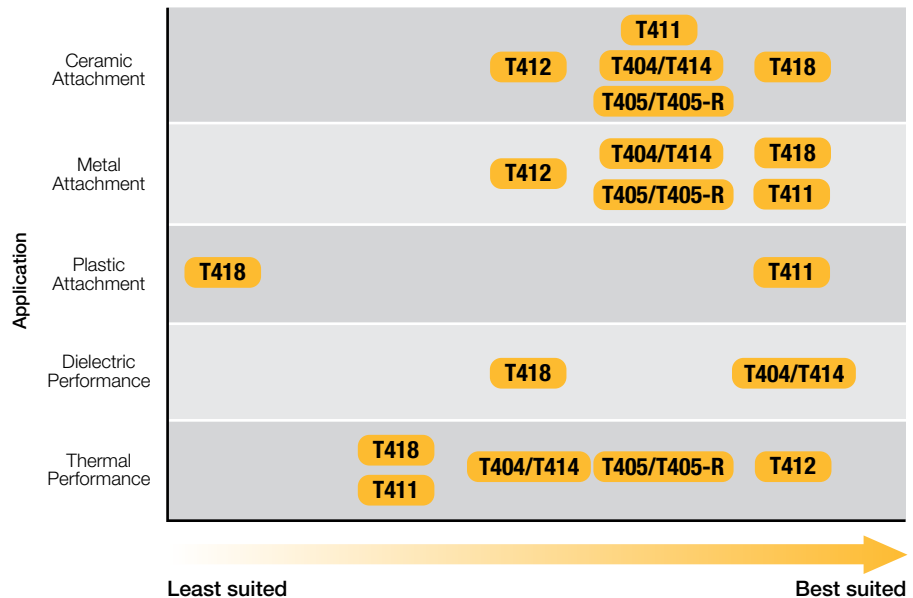 Application
Ceramic
Attachment
T412
T411
T404/T414
T405/T405-R
T418
Metal
Attachment
T412
T404/T414
T405/T405-R
T418
T411
Plastic
Attachment
T418
T411
Dielectric
Performance
T418
T404/T414
Thermal
Performance
T418
T411
T404/T414
T405/T405-R
T412
Least suited
Best suited